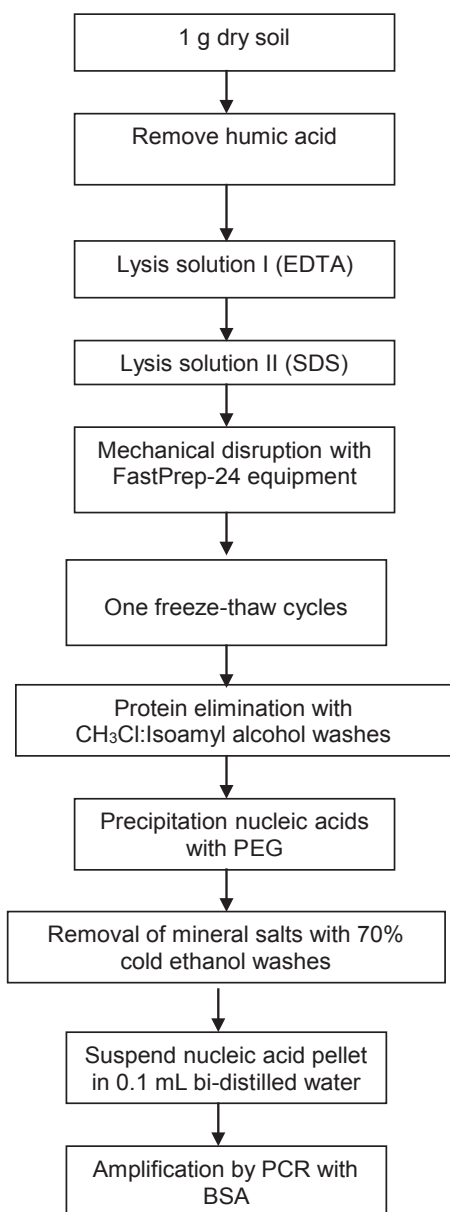 1 g dry soil
Remove humic acid
Lysis solution I (EDTA)
Lysis solution II (SDS)
Mechanical disruption with
FastPrep-24 equipment
One freeze-thaw cycles
Protein elimination with
CH₃Cl:Isoamyl alcohol washes
Precipitation nucleic acids
with PEG
Removal of mineral salts with 70%
cold ethanol washes
Suspend nucleic acid pellet
in 0.1 mL bi-distilled water
Amplification by PCR with
BSA